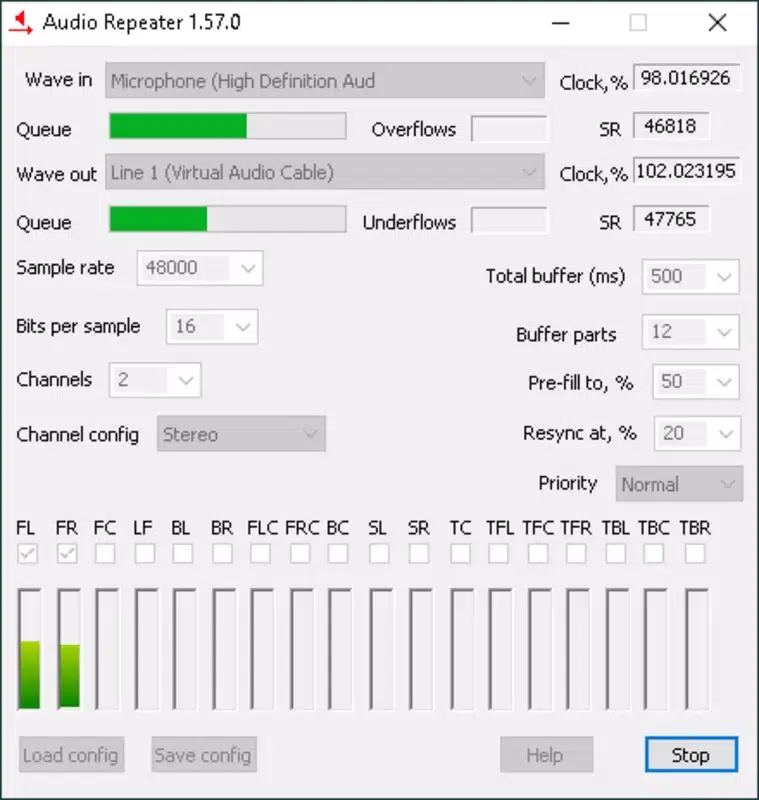 Audio Repeater 1.57.0
Wave in Microphone (High Definition Aud Clock,% 98.016926
Queue Overflows SR 46818
Wave out Line 1 (Virtual Audio Cable) Clock,% 102.023195
Queue Underflows SR 47765
Sample rate 48000 Total buffer (ms) 500
Bits per sample 16 Buffer parts 12
Channels 2 Pre-fill to, % 50
Channel config Stereo Resync at, % 20
Priority Normal
FL FR FC LF BL BR FLC FRC BC SL SR TC TFL TFC TFR TBL TBC TBR
Load config Save config Help Stop